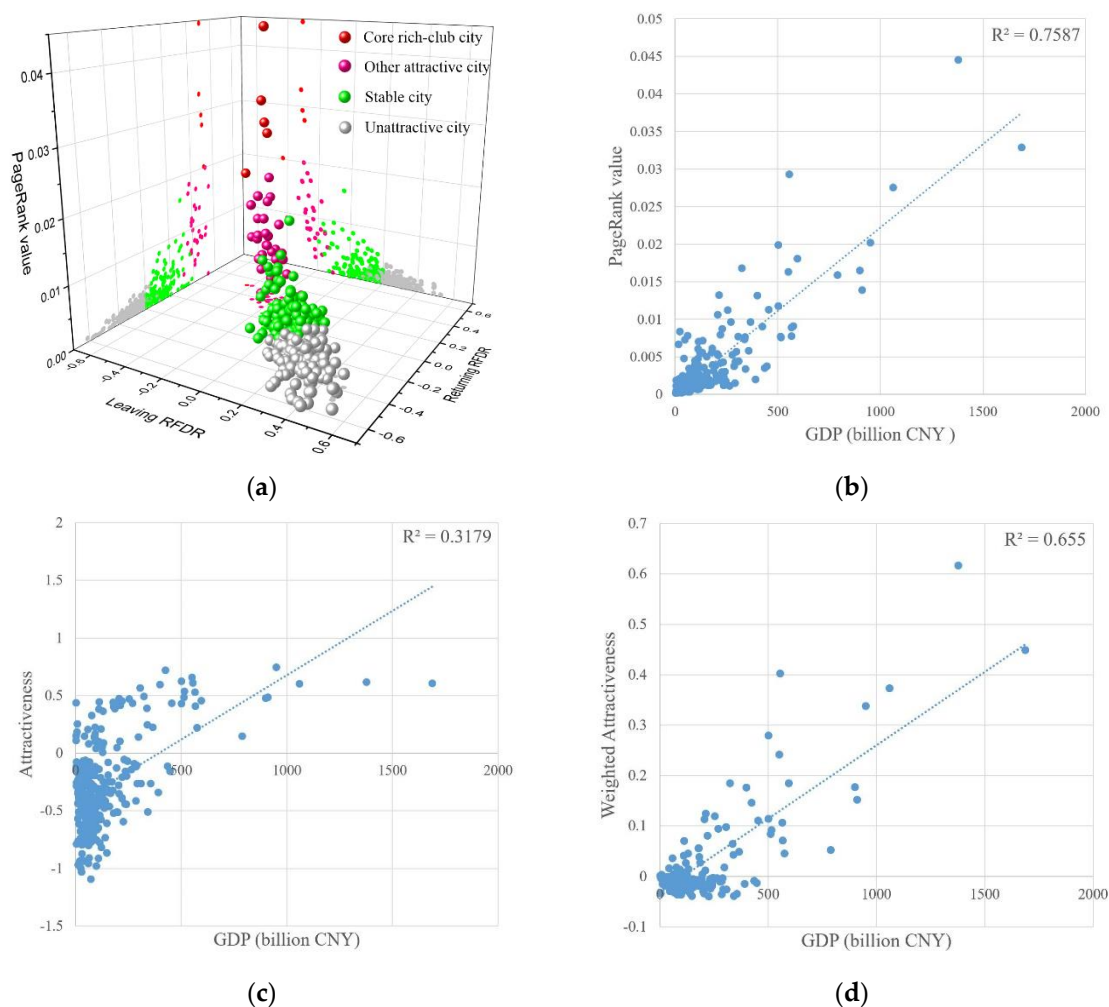 Core rich-club city
Other attractive city
Stable city
Unattractive city
PageRank value
0.04
0.03
0.02
0.01
0.00
-0.6
-0.4
-0.2
0.0
0.2
0.4
0.6
Leaving RFDR
0.6
0.4
0.2
0.0
-0.2
-0.4
-0.6
Returning RFDR
(a)
R² = 0.7587
0.05
0.045
0.04
0.035
0.03
0.025
0.02
0.015
0.01
0.005
0
PageRank value
0 500 1000 1500 2000
GDP (billion CNY )
(b)
R² = 0.3179
2
1.5
1
0.5
0
-0.5
-1
-1.5
Attractiveness
0 500 1000 1500 2000
GDP (billion CNY)
(c)
R² = 0.655
0.7
0.6
0.5
0.4
0.3
0.2
0.1
0
-0.1
Weighted Attractiveness
0 500 1000 1500 2000
GDP (billion CNY)
(d)